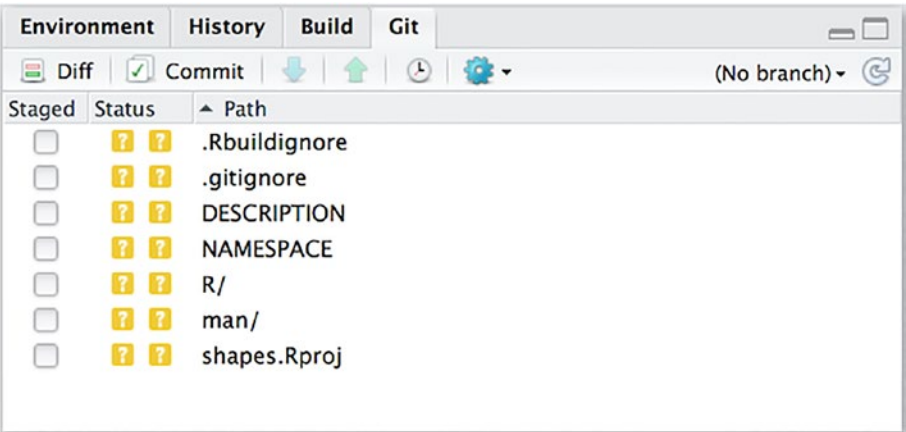 Environment History Build Git
Diff Commit (No branch)
Staged Status Path
? ? .Rbuildignore
? ? .gitignore
? ? DESCRIPTION
? ? NAMESPACE
? ? R/
? ? man/
? ? shapes.Rproj